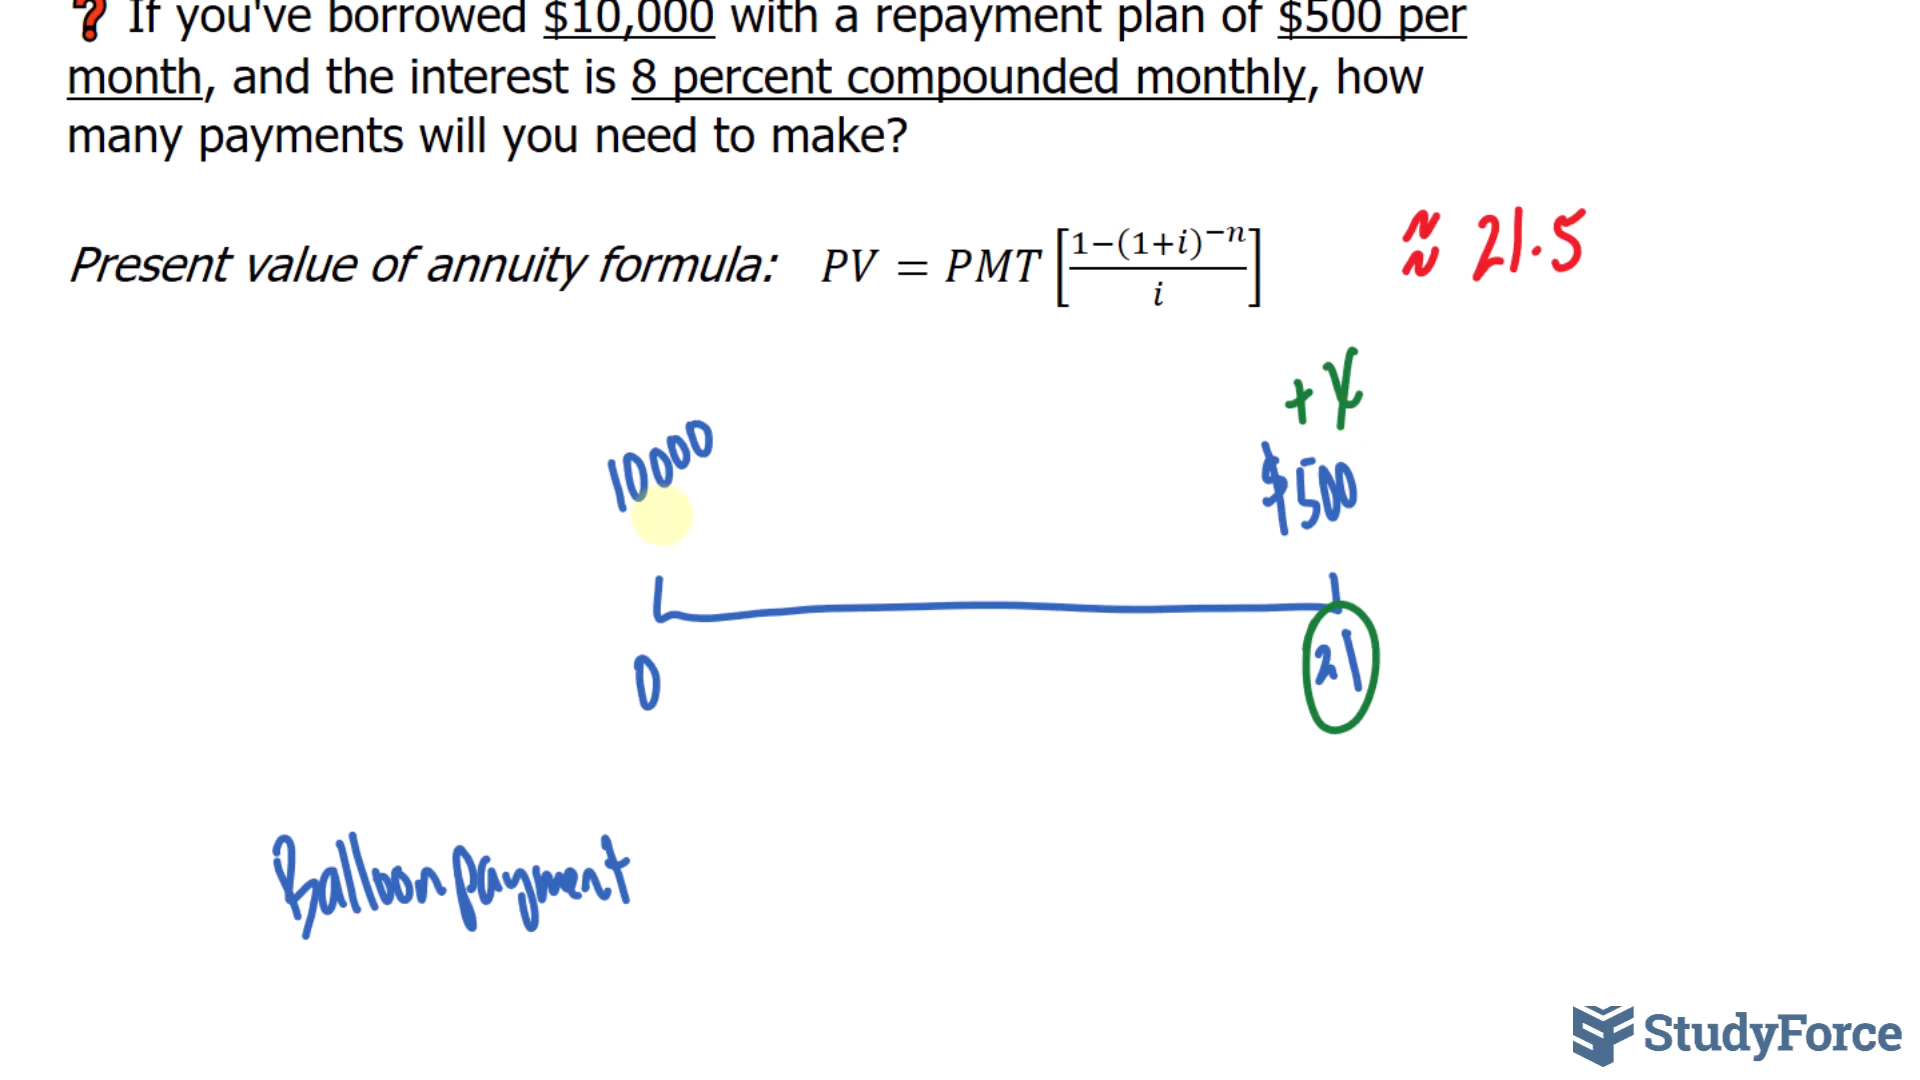 ❓ If you've borrowed $10,000 with a repayment plan of $500 per
month, and the interest is 8 percent compounded monthly, how
many payments will you need to make?
Present value of annuity formula: PV = PMT [1−(1+i)⁻ⁿ / i]
≈ 21.5
+ X
10000
$500
0
21
Balloon payment
StudyForce